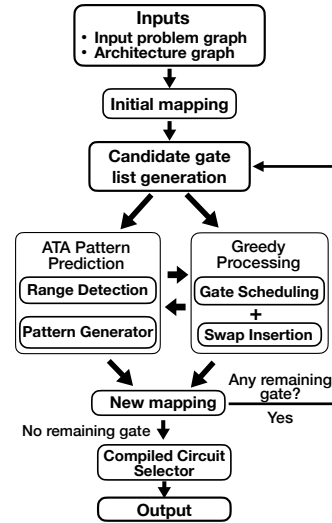 Inputs
• Input problem graph
• Architecture graph
Initial mapping
Candidate gate
list generation
ATA Pattern
Prediction
Range Detection
Pattern Generator
Greedy
Processing
Gate Scheduling
+
Swap Insertion
New mapping
Any remaining
gate?
Yes
No remaining gate
Compiled Circuit
Selector
Output